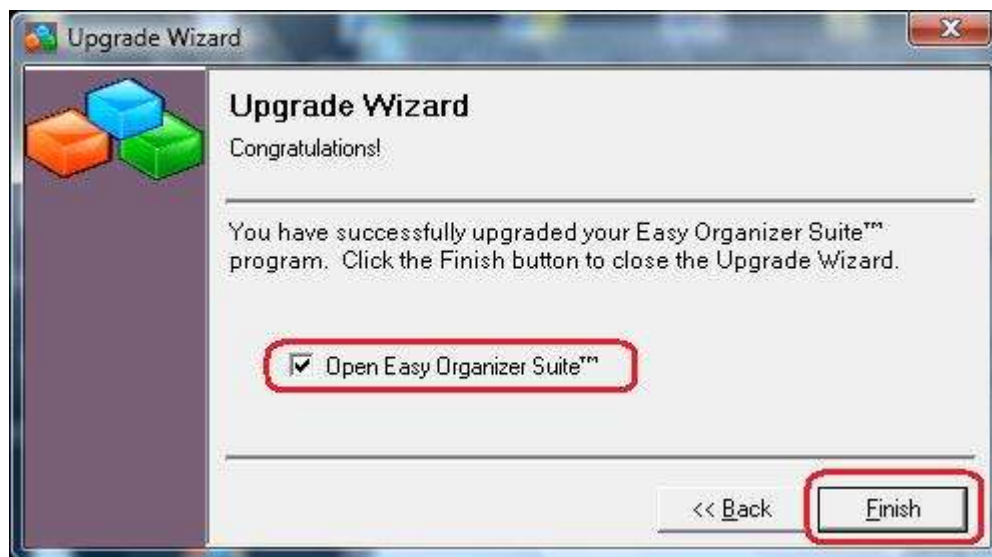 Upgrade Wizard
Upgrade Wizard
Congratulations!
You have successfully upgraded your Easy Organizer Suite™
program. Click the Finish button to close the Upgrade Wizard.
Open Easy Organizer Suite™
<< Back
Finish